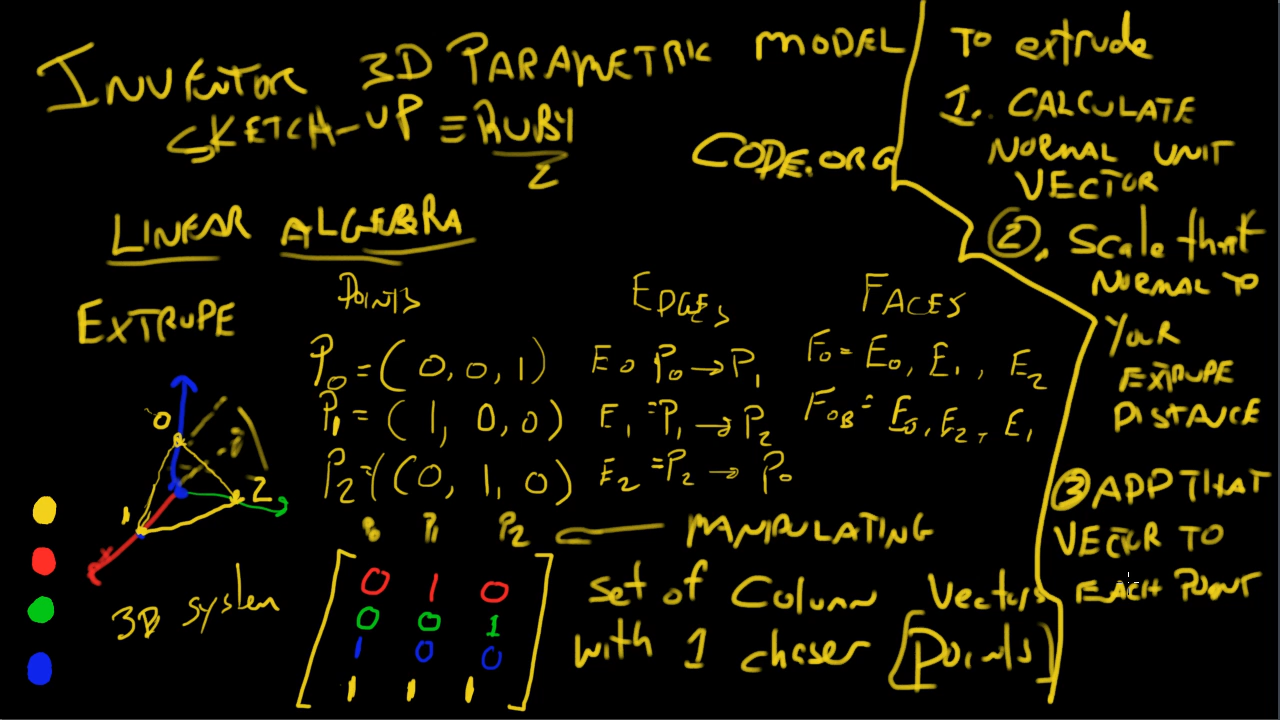 INVENTOR 3D PARAMETRIC MODEL
SKETCH-UP ≡ RUBY
2
CODE.ORG
LINEAR ALGEBRA
EXTRUDE
POINTS
P0 = (0, 0, 1)
P1 = (1, 0, 0)
P2 = (0, 1, 0)
EDGES
E0 P0 → P1
E1 = P1 → P2
E2 = P2 → P0
FACES
F0 = E0, E1, E2
F0B = E0, E2, E1
0
1
2
3D system
P0 P1 P2 ← MANIPULATING
0 1 0
0 0 1
1 0 0
1 1 1
set of Column Vectors
with 1 chaser [points]
To extrude
1. CALCULATE
NORMAL UNIT
VECTOR
2. Scale that
NORMAL TO
YOUR
EXTRUDE
DISTANCE
3 ADD THAT
VECTOR TO
EACH POINT